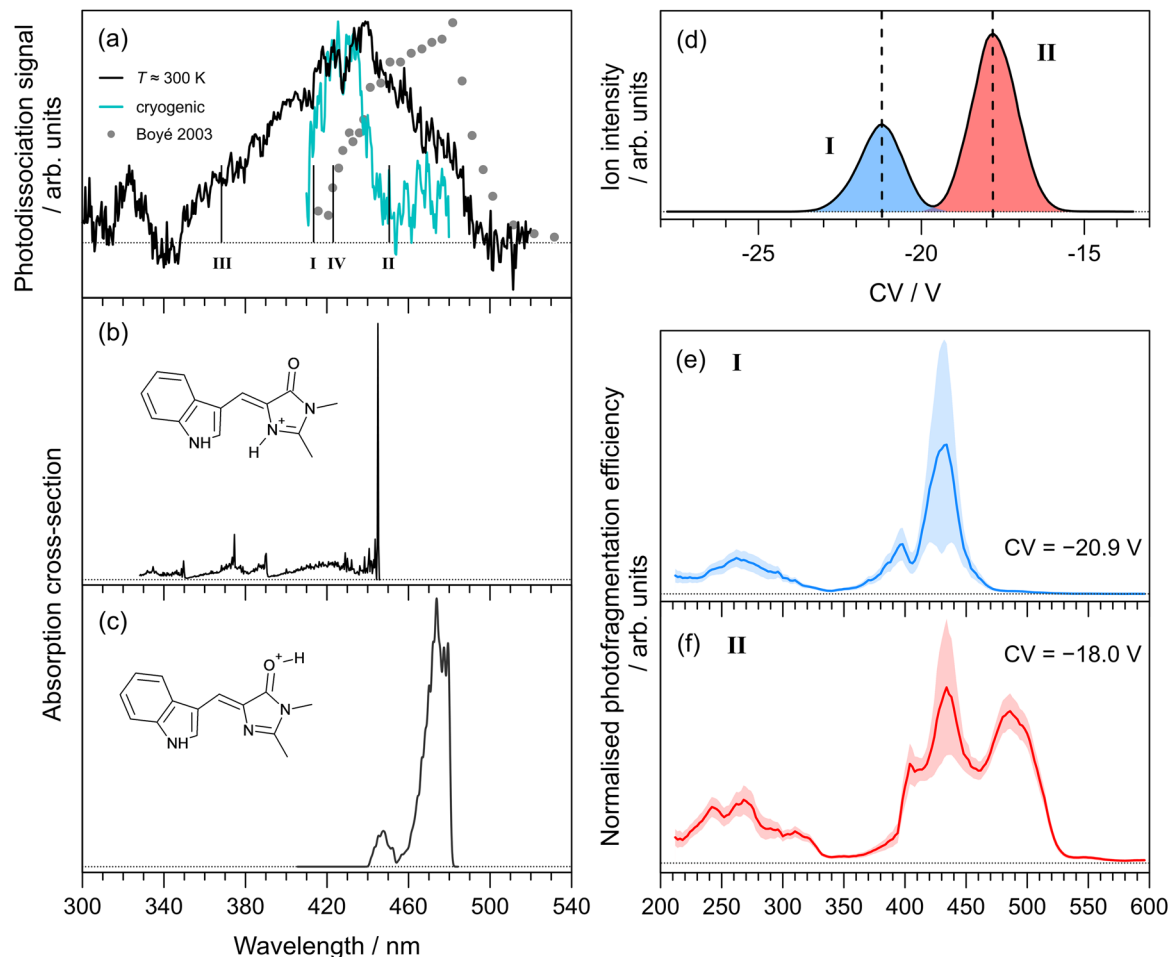 (a)
T ≈ 300 K
cryogenic
Boyé 2003
III
I
IV
II
Photodissociation signal
/ arb. units
(b)
O
N
NH
N
+
H
(c)
O
+
H
N
NH
N
Absorption cross-section
300
340
380
420
460
500
540
Wavelength / nm
(d)
I
II
Ion intensity
/ arb. units
-25
-20
-15
CV / V
(e)
I
CV = −20.9 V
(f)
II
CV = −18.0 V
Normalised photofragmentation efficiency
/ arb. units
200
250
300
350
400
450
500
550
600
Wavelength / nm